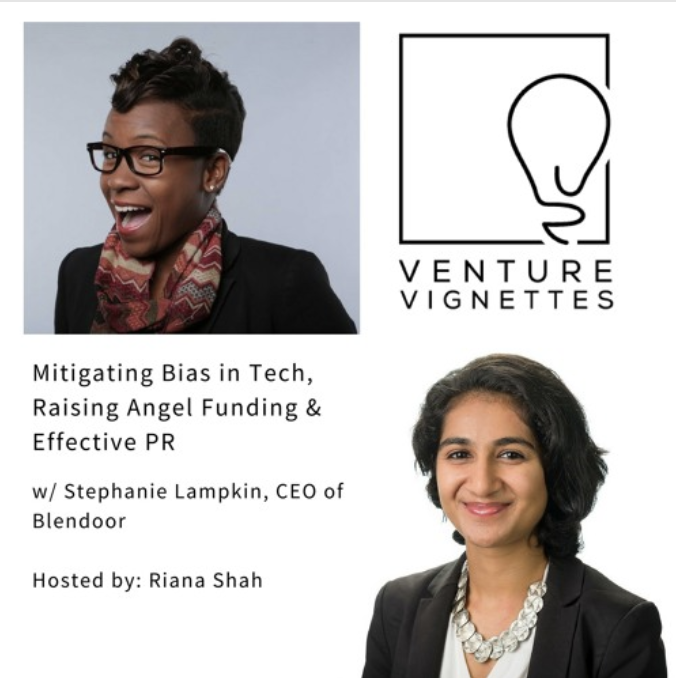 VENTURE
VIGNETTES
Mitigating Bias in Tech,
Raising Angel Funding &
Effective PR
w/ Stephanie Lampkin, CEO of
Blendoor
Hosted by: Riana Shah